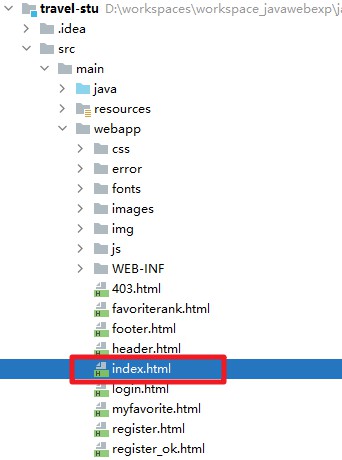 travel-stu D:\workspaces\workspace_javawebexp\ja
.idea
src
main
java
resources
webapp
css
error
fonts
images
img
js
WEB-INF
403.html
favoriterank.html
footer.html
header.html
index.html
login.html
myfavorite.html
register.html
register_ok.html